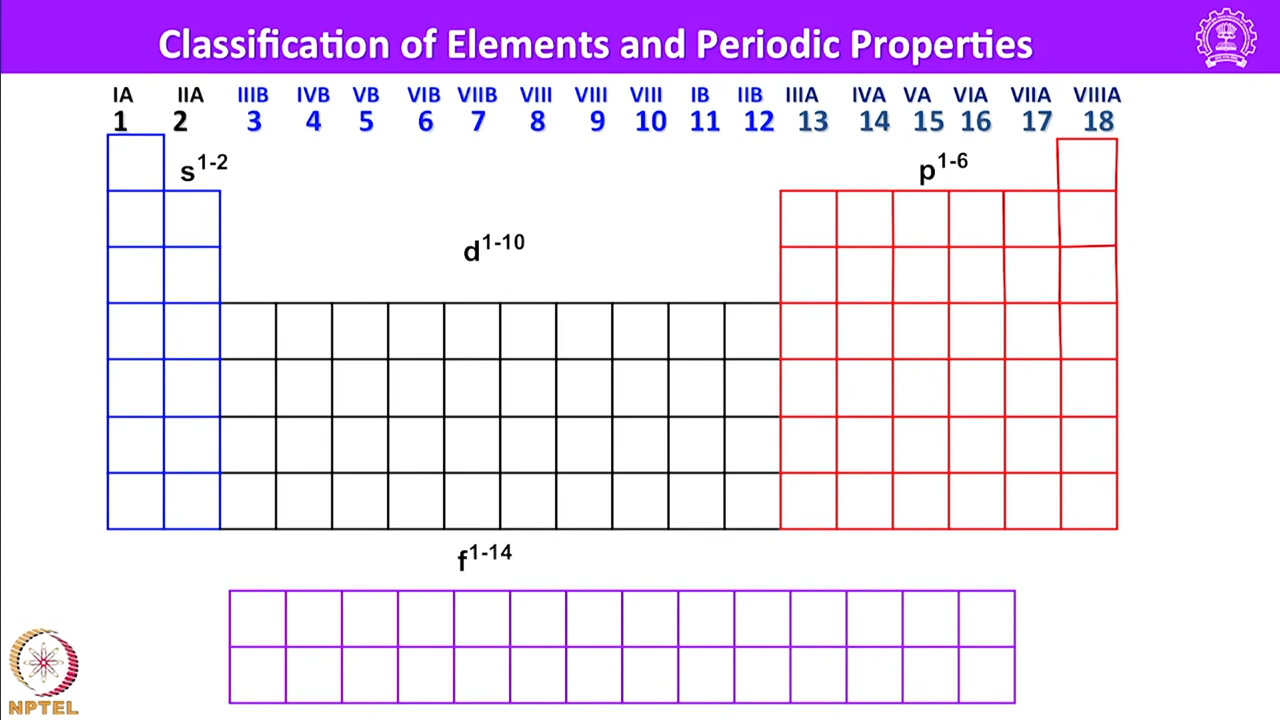 Classification of Elements and Periodic Properties
IA IIA IIIB IVB VB VIB VIIB VIII VIII VIII IB IIB IIIA IVA VA VIA VIIA VIIIA
1 2 3 4 5 6 7 8 9 10 11 12 13 14 15 16 17 18
s1-2
p1-6
d1-10
f1-14
NPTEL